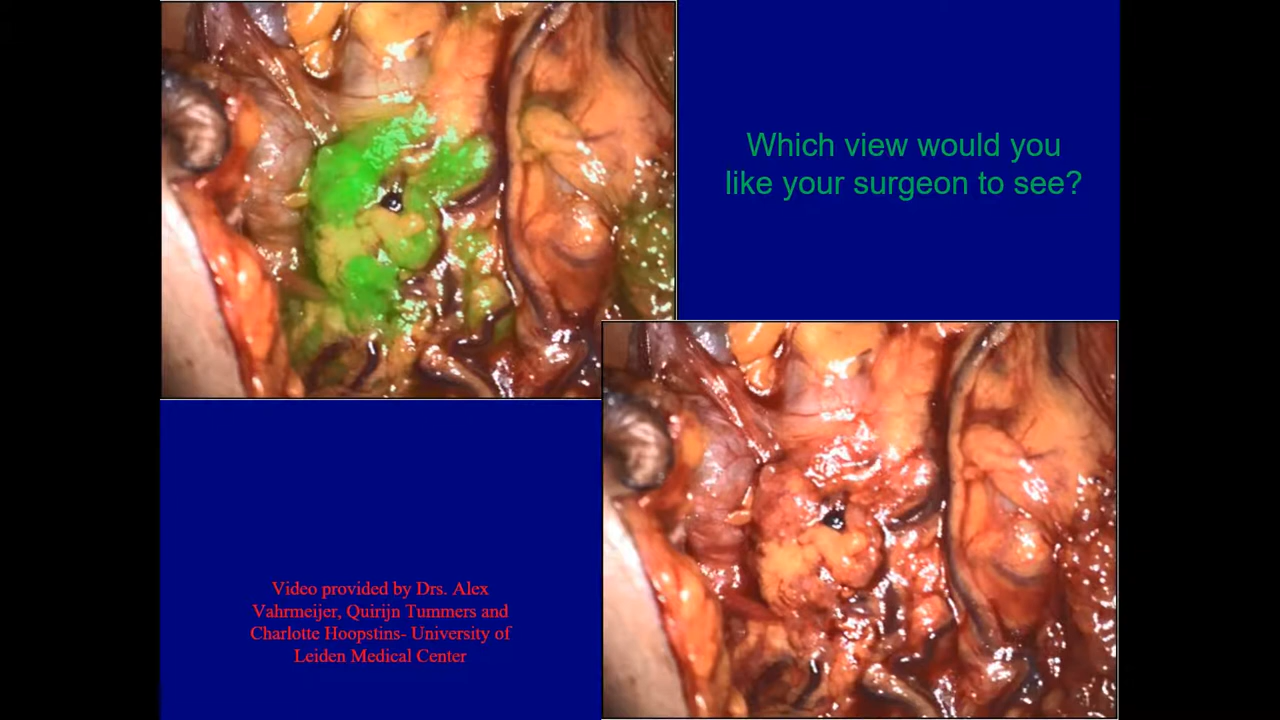 Which view would you
like your surgeon to see?
Video provided by Drs. Alex
Vahrmeijer, Quirijn Tummers and
Charlotte Hoopstins- University of
Leiden Medical Center